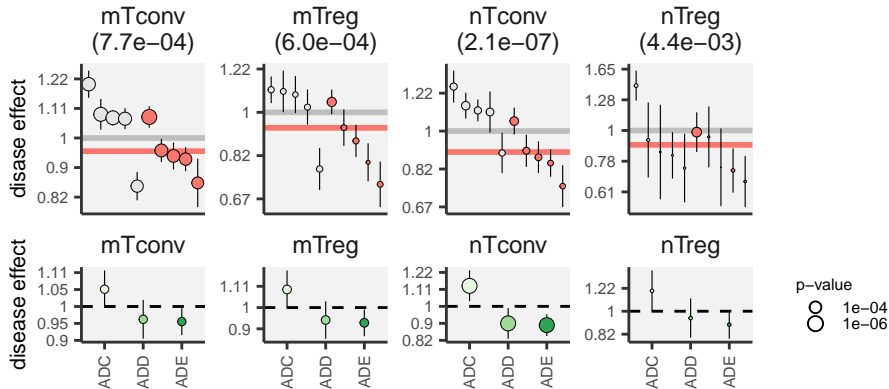 mTconv
(7.7e−04)
mTreg
(6.0e−04)
nTconv
(2.1e−07)
nTreg
(4.4e−03)
disase effect
1.22
1.11
1
0.9
0.82
1.22
1
0.82
0.67
1.22
1
0.82
0.67
1.65
1.28
1
0.78
0.61
mTconv
mTreg
nTconv
nTreg
disease effect
1.11
1.05
1
0.95
0.9
1.11
1
0.9
1.22
1.11
1
0.9
0.82
1.22
1
0.82
ADC
ADD
ADE
ADC
ADD
ADE
ADC
ADD
ADE
ADC
ADD
ADE
p−value
1e−04
1e−06